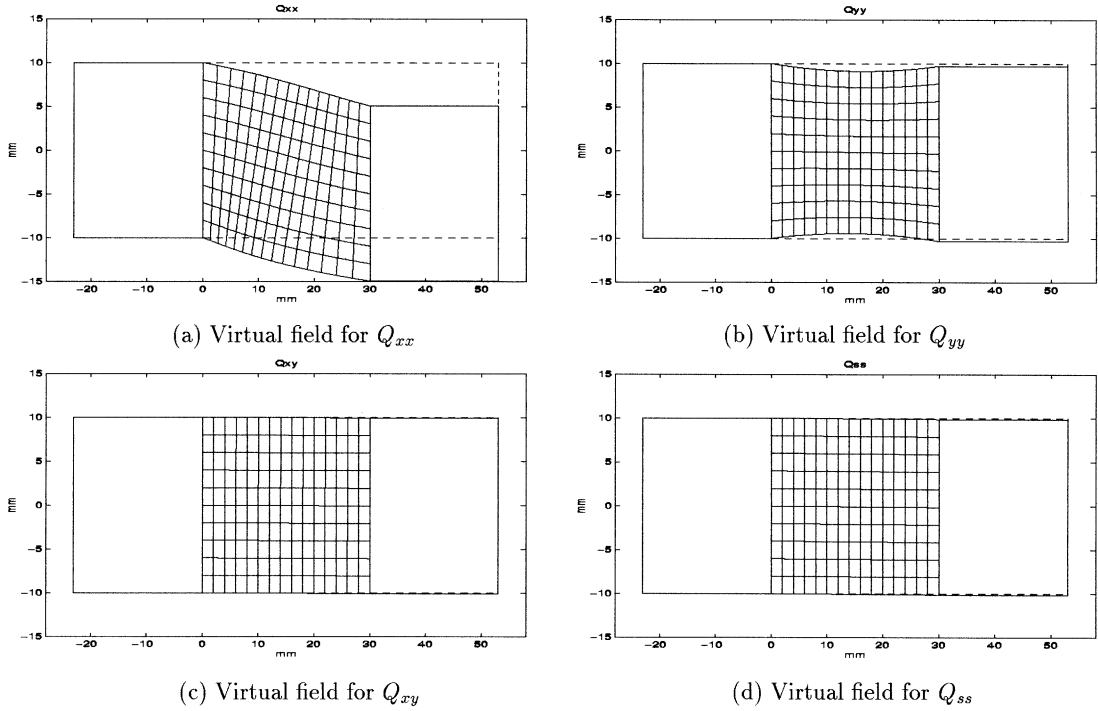 Qxx
15
10
5
0
−5
−10
−15
mm
−20 −10 0 10 20 30 40 50
mm
(a) Virtual field for Qxx
Qyy
15
10
5
0
−5
−10
−15
mm
−20 −10 0 10 20 30 40 50
mm
(b) Virtual field for Qyy
Qxy
15
10
5
0
−5
−10
−15
mm
−20 −10 0 10 20 30 40 50
mm
(c) Virtual field for Qxy
Qss
15
10
5
0
−5
−10
−15
mm
−20 −10 0 10 20 30 40 50
mm
(d) Virtual field for Qss